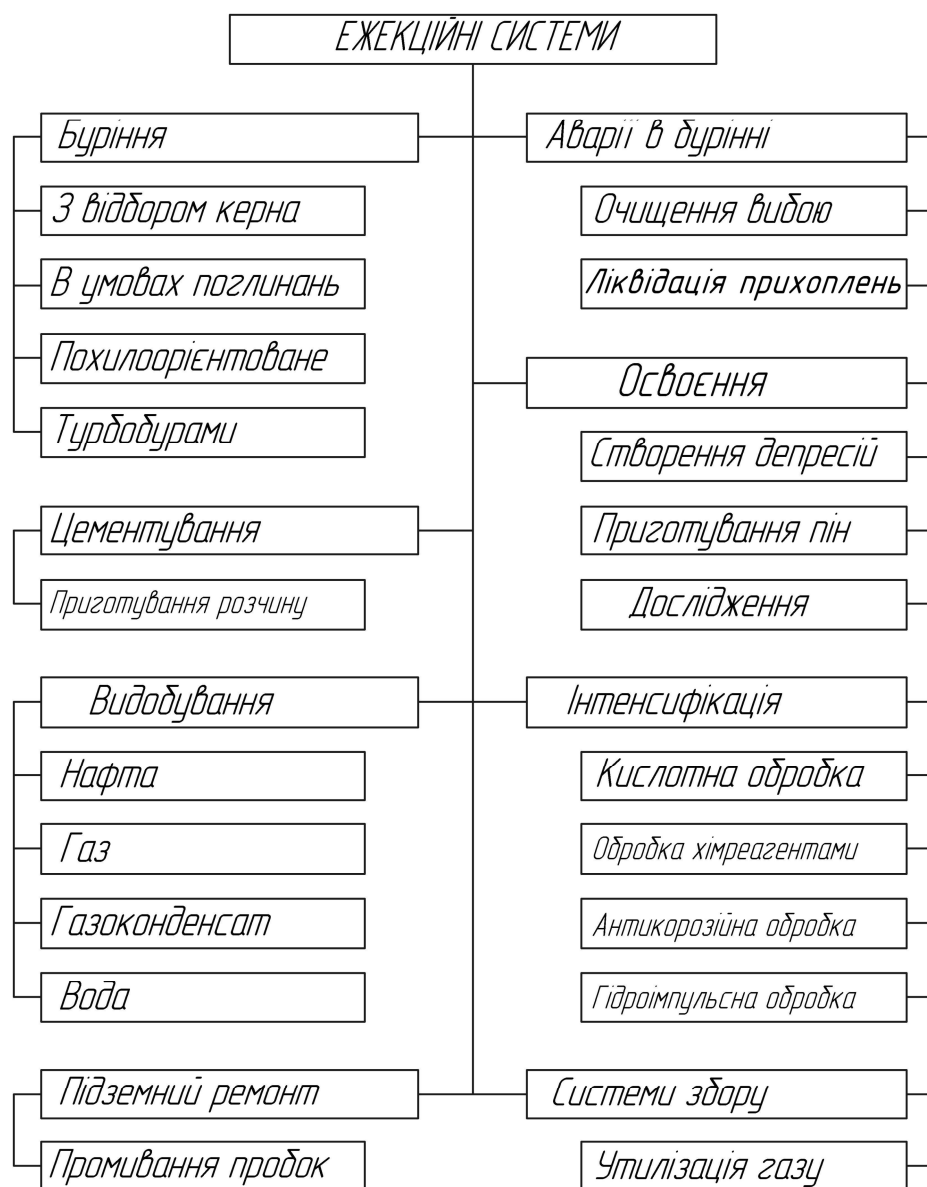 ЕЖЕКЦІЙНІ СИСТЕМИ
Буріння
З відбором керна
В умовах поглинань
Похилоорієнтоване
Турбобурами
Цементування
Приготування розчину
Видобування
Нафта
Газ
Газоконденсат
Вода
Підземний ремонт
Промивання пробок
Аварії в бурінні
Очищення вибою
Ліквідація прихоплень
Освоєння
Створення депресій
Приготування пін
Дослідження
Інтенсифікація
Кислотна обробка
Обробка хімреагентами
Антикорозійна обробка
Гідроімпульсна обробка
Системи збору
Утилізація газу